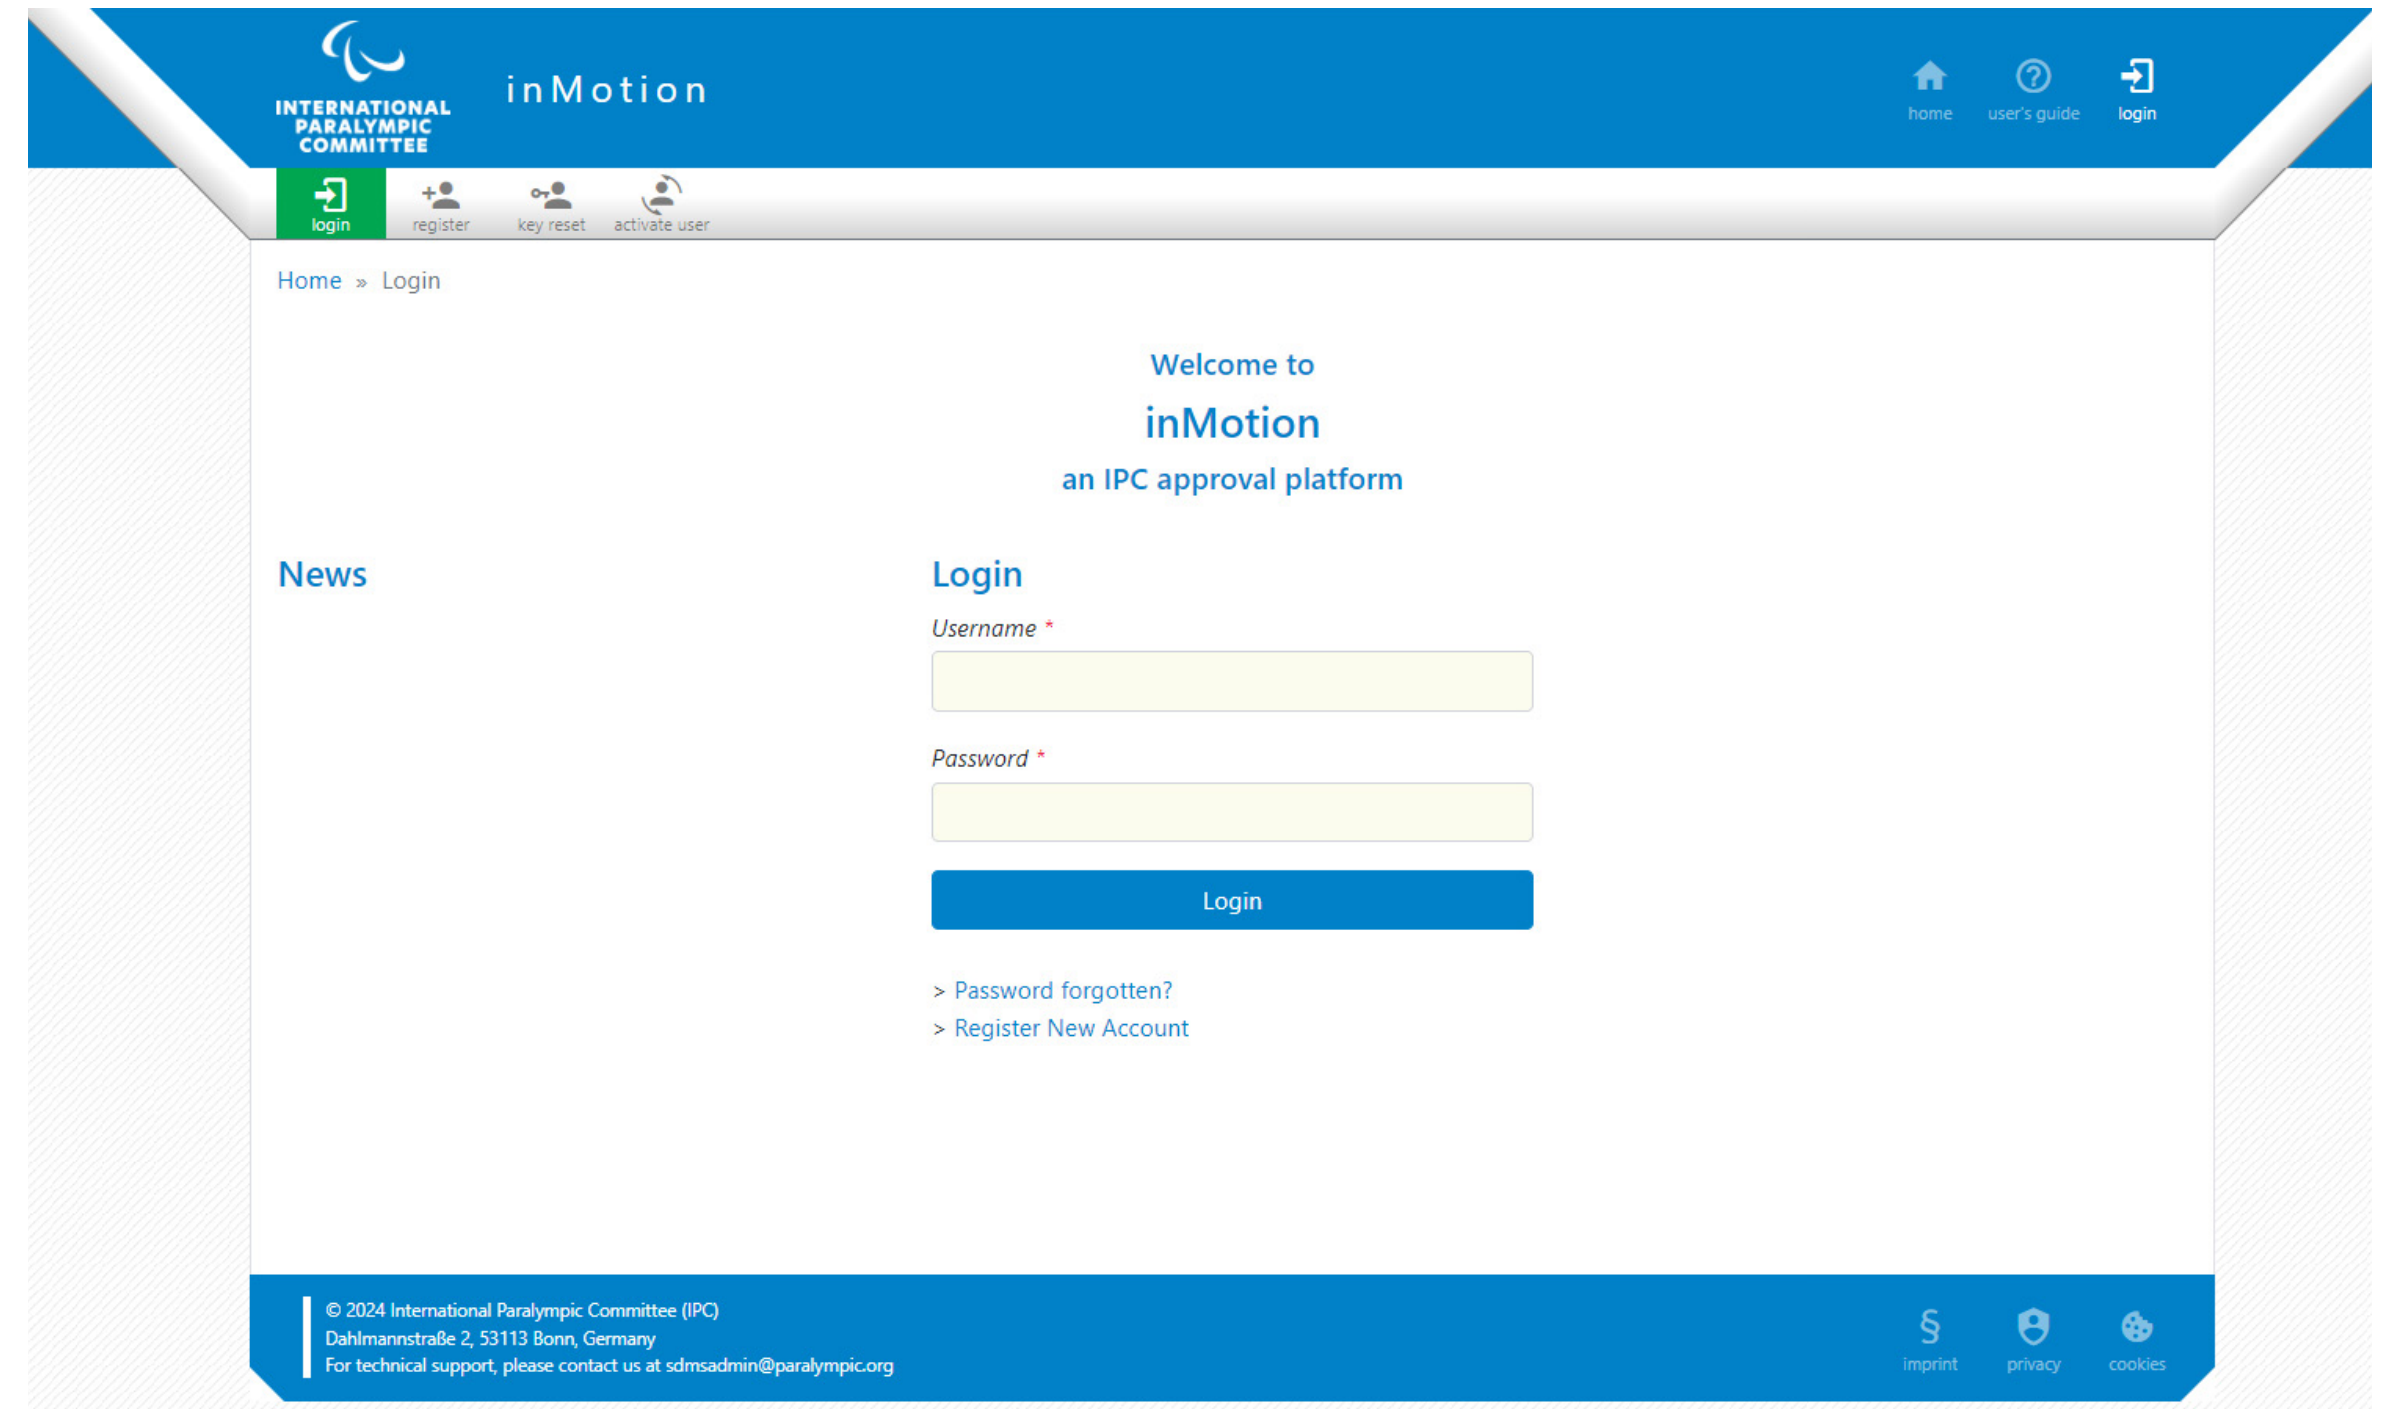 INTERNATIONAL
PARALYMPIC
COMMITTEE
inMotion
home
user's guide
login
login
register
key reset
activate user
Home » Login
Welcome to
inMotion
an IPC approval platform
News
Login
Username *
Password *
Login
> Password forgotten?
> Register New Account
© 2024 International Paralympic Committee (IPC)
Dahlmannstraße 2, 53113 Bonn, Germany
For technical support, please contact us at sdmsadmin@paralympic.org
§
imprint
privacy
cookies